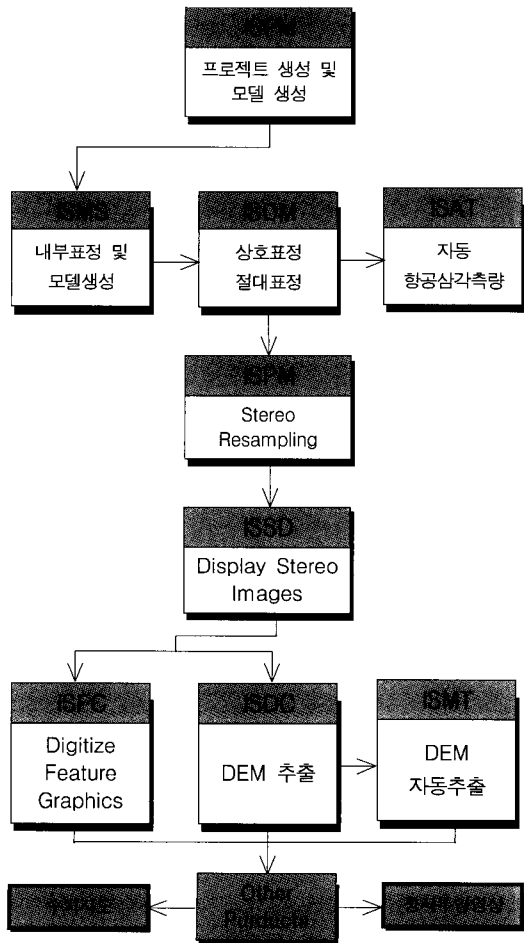 ISPM
프로젝트 생성 및
모델 생성
ISMS
내부표정 및
모델생성
ISDM
상호표정
절대표정
ISAT
자동
항공삼각측량
ISPM
Stereo
Resampling
ISSD
Display Stereo
Images
ISFC
Digitize
Feature
Graphics
ISDC
DEM 추출
ISMT
DEM
자동추출
Other